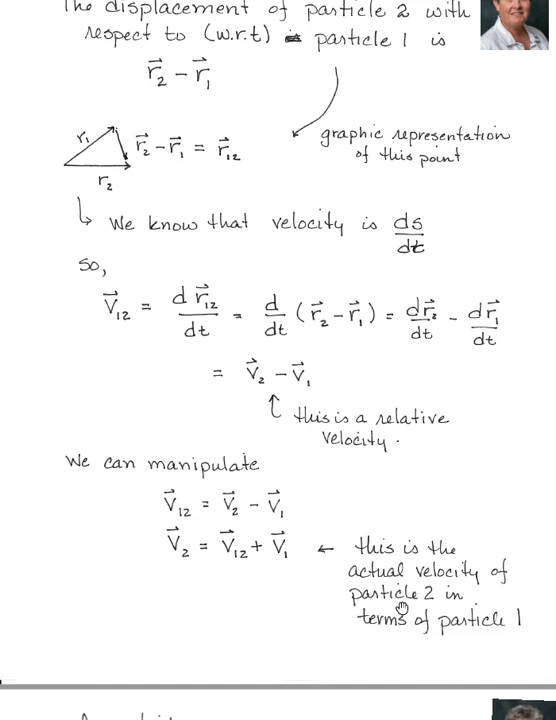 The displacement of particle 2 with
respect to (w.r.t) particle 1 is
r⃗₂ − r⃗₁
r₁
r⃗₂ − r⃗₁ = r⃗₁₂
r₂
graphic representation
of this point
↳ We know that velocity is ds/dt
so,
V⃗₁₂ = d r⃗₁₂/dt = d/dt (r⃗₂ − r⃗₁) = dr⃗₂/dt − dr⃗₁/dt
= V⃗₂ − V⃗₁
↑ this is a relative
velocity.
We can manipulate
V⃗₁₂ = V⃗₂ − V⃗₁
V⃗₂ = V⃗₁₂ + V⃗₁ ← this is the
actual velocity of
particle 2 in
terms of particle 1